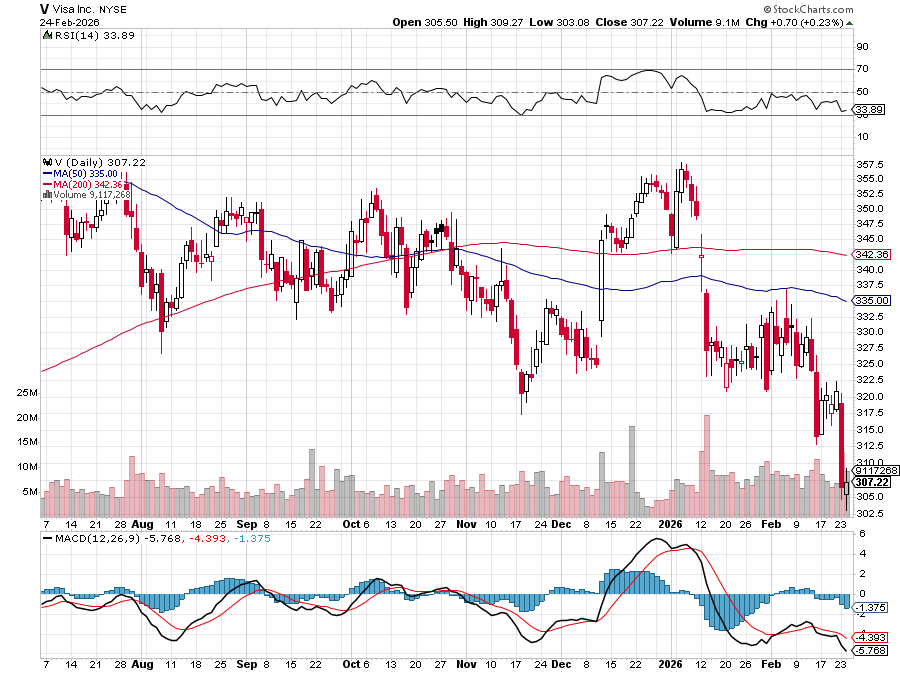 V Visa Inc. NYSE
© StockCharts.com
24-Feb-2026
Open 305.50 High 309.27 Low 303.08 Close 307.22 Volume 9.1M Chg +0.70 (+0.23%)
RSI(14) 33.89
90
70
50
33.89
30
10
V (Daily) 307.22
MA(50) 335.00
MA(200) 342.36
Volume 9,117,268
357.5
355.0
352.5
350.0
347.5
345.0
342.36
340.0
337.5
335.00
332.5
330.0
327.5
325.0
322.5
320.0
317.5
315.0
312.5
310.0
9117268
307.22
305.0
302.5
25M
20M
15M
10M
5M
7 14 21 28 Aug 11 18 25 Sep 8 15 22 Oct 6 13 20 27 Nov 10 17 24 Dec 8 15 22 2026 12 20 26 Feb 9 17 23
MACD(12,26,9) -5.768, -4.393, -1.375
6
4
2
0
-1.375
-4.393
-5.768
7 14 21 28 Aug 11 18 25 Sep 8 15 22 Oct 6 13 20 27 Nov 10 17 24 Dec 8 15 22 2026 12 20 26 Feb 9 17 23